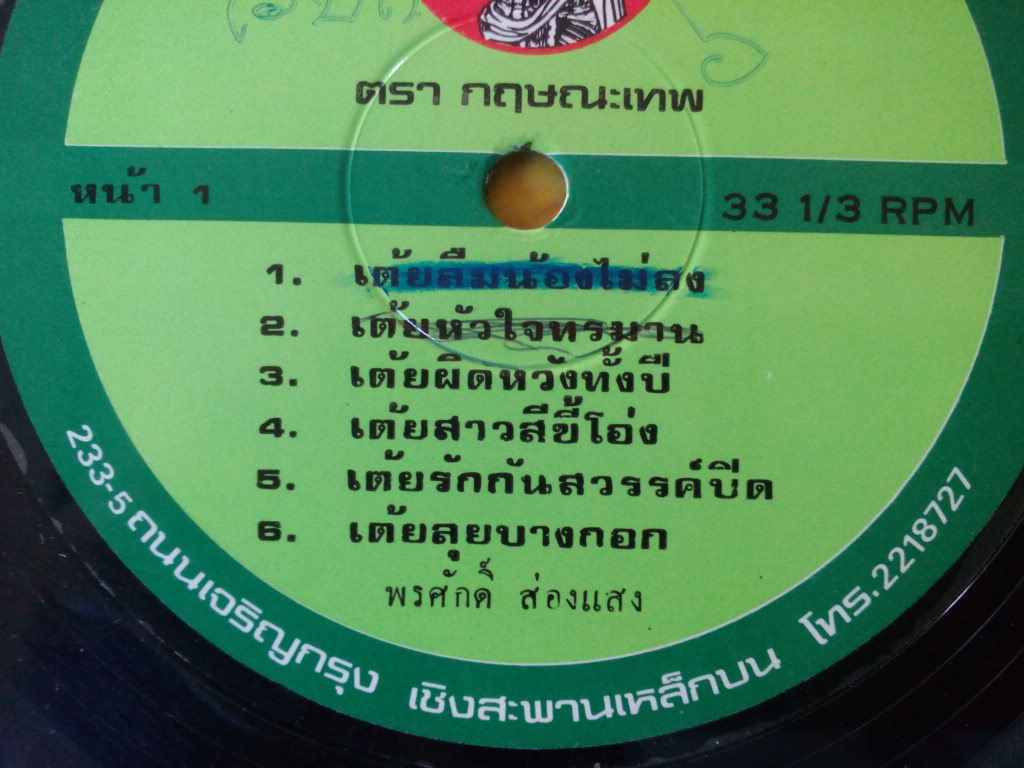 ตรา กฤษณะเทพ
หน้า 1
33 1/3 RPM
1. เต้ยลืมน้องไม่ลง
2. เต้ยหัวใจทรมาน
3. เต้ยผิดหวังทั้งปี
4. เต้ยสาวสีขี้โอ่ง
5. เต้ยรักกันสวรรค์ปิด
6. เต้ยลุยบางกอก
พรศักดิ์ ส่องแสง
233-5 ถนนเจริญกรุง เชิงสะพานเหล็กบน โทร.2218727